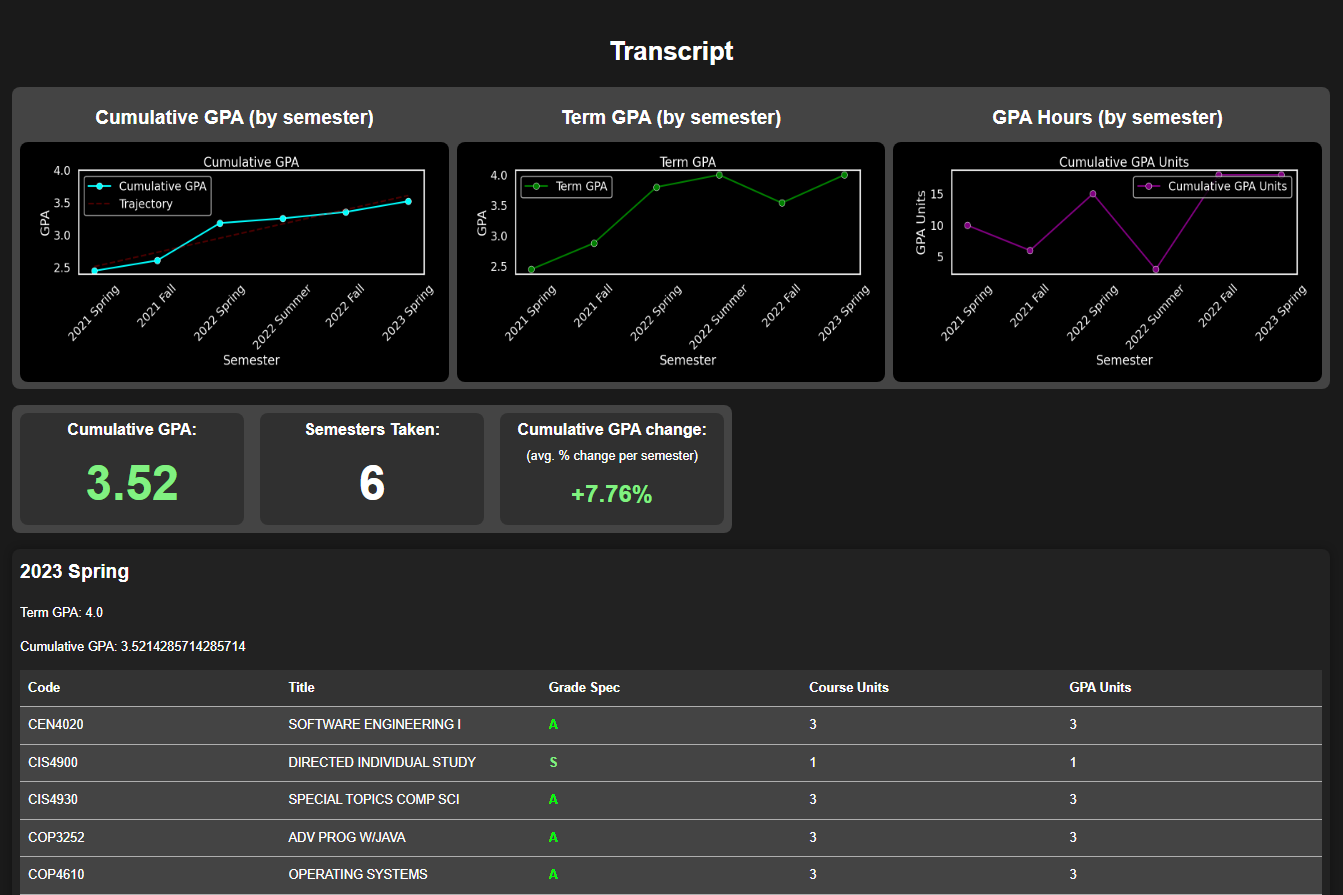 Transcript
Cumulative GPA (by semester)
Term GPA (by semester)
GPA Hours (by semester)
Cumulative GPA
4.0
3.5
3.0
2.5
GPA
Cumulative GPA
Trajectory
2021 Spring
2021 Fall
2022 Spring
2022 Summer
2022 Fall
2023 Spring
Semester
Term GPA
4.0
3.5
3.0
2.5
GPA
Term GPA
2021 Spring
2021 Fall
2022 Spring
2022 Summer
2022 Fall
2023 Spring
Semester
Cumulative GPA Units
15
10
5
GPA Units
Cumulative GPA Units
2021 Spring
2021 Fall
2022 Spring
2022 Summer
2022 Fall
2023 Spring
Semester
Cumulative GPA:
3.52
Semesters Taken:
6
Cumulative GPA change:
(avg. % change per semester)
+7.76%
2023 Spring
Term GPA: 4.0
Cumulative GPA: 3.5214285714285714
Code Title Grade Spec Course Units GPA Units
CEN4020 SOFTWARE ENGINEERING I A 3 3
CIS4900 DIRECTED INDIVIDUAL STUDY S 1 1
CIS4930 SPECIAL TOPICS COMP SCI A 3 3
COP3252 ADV PROG W/JAVA A 3 3
COP4610 OPERATING SYSTEMS A 3 3